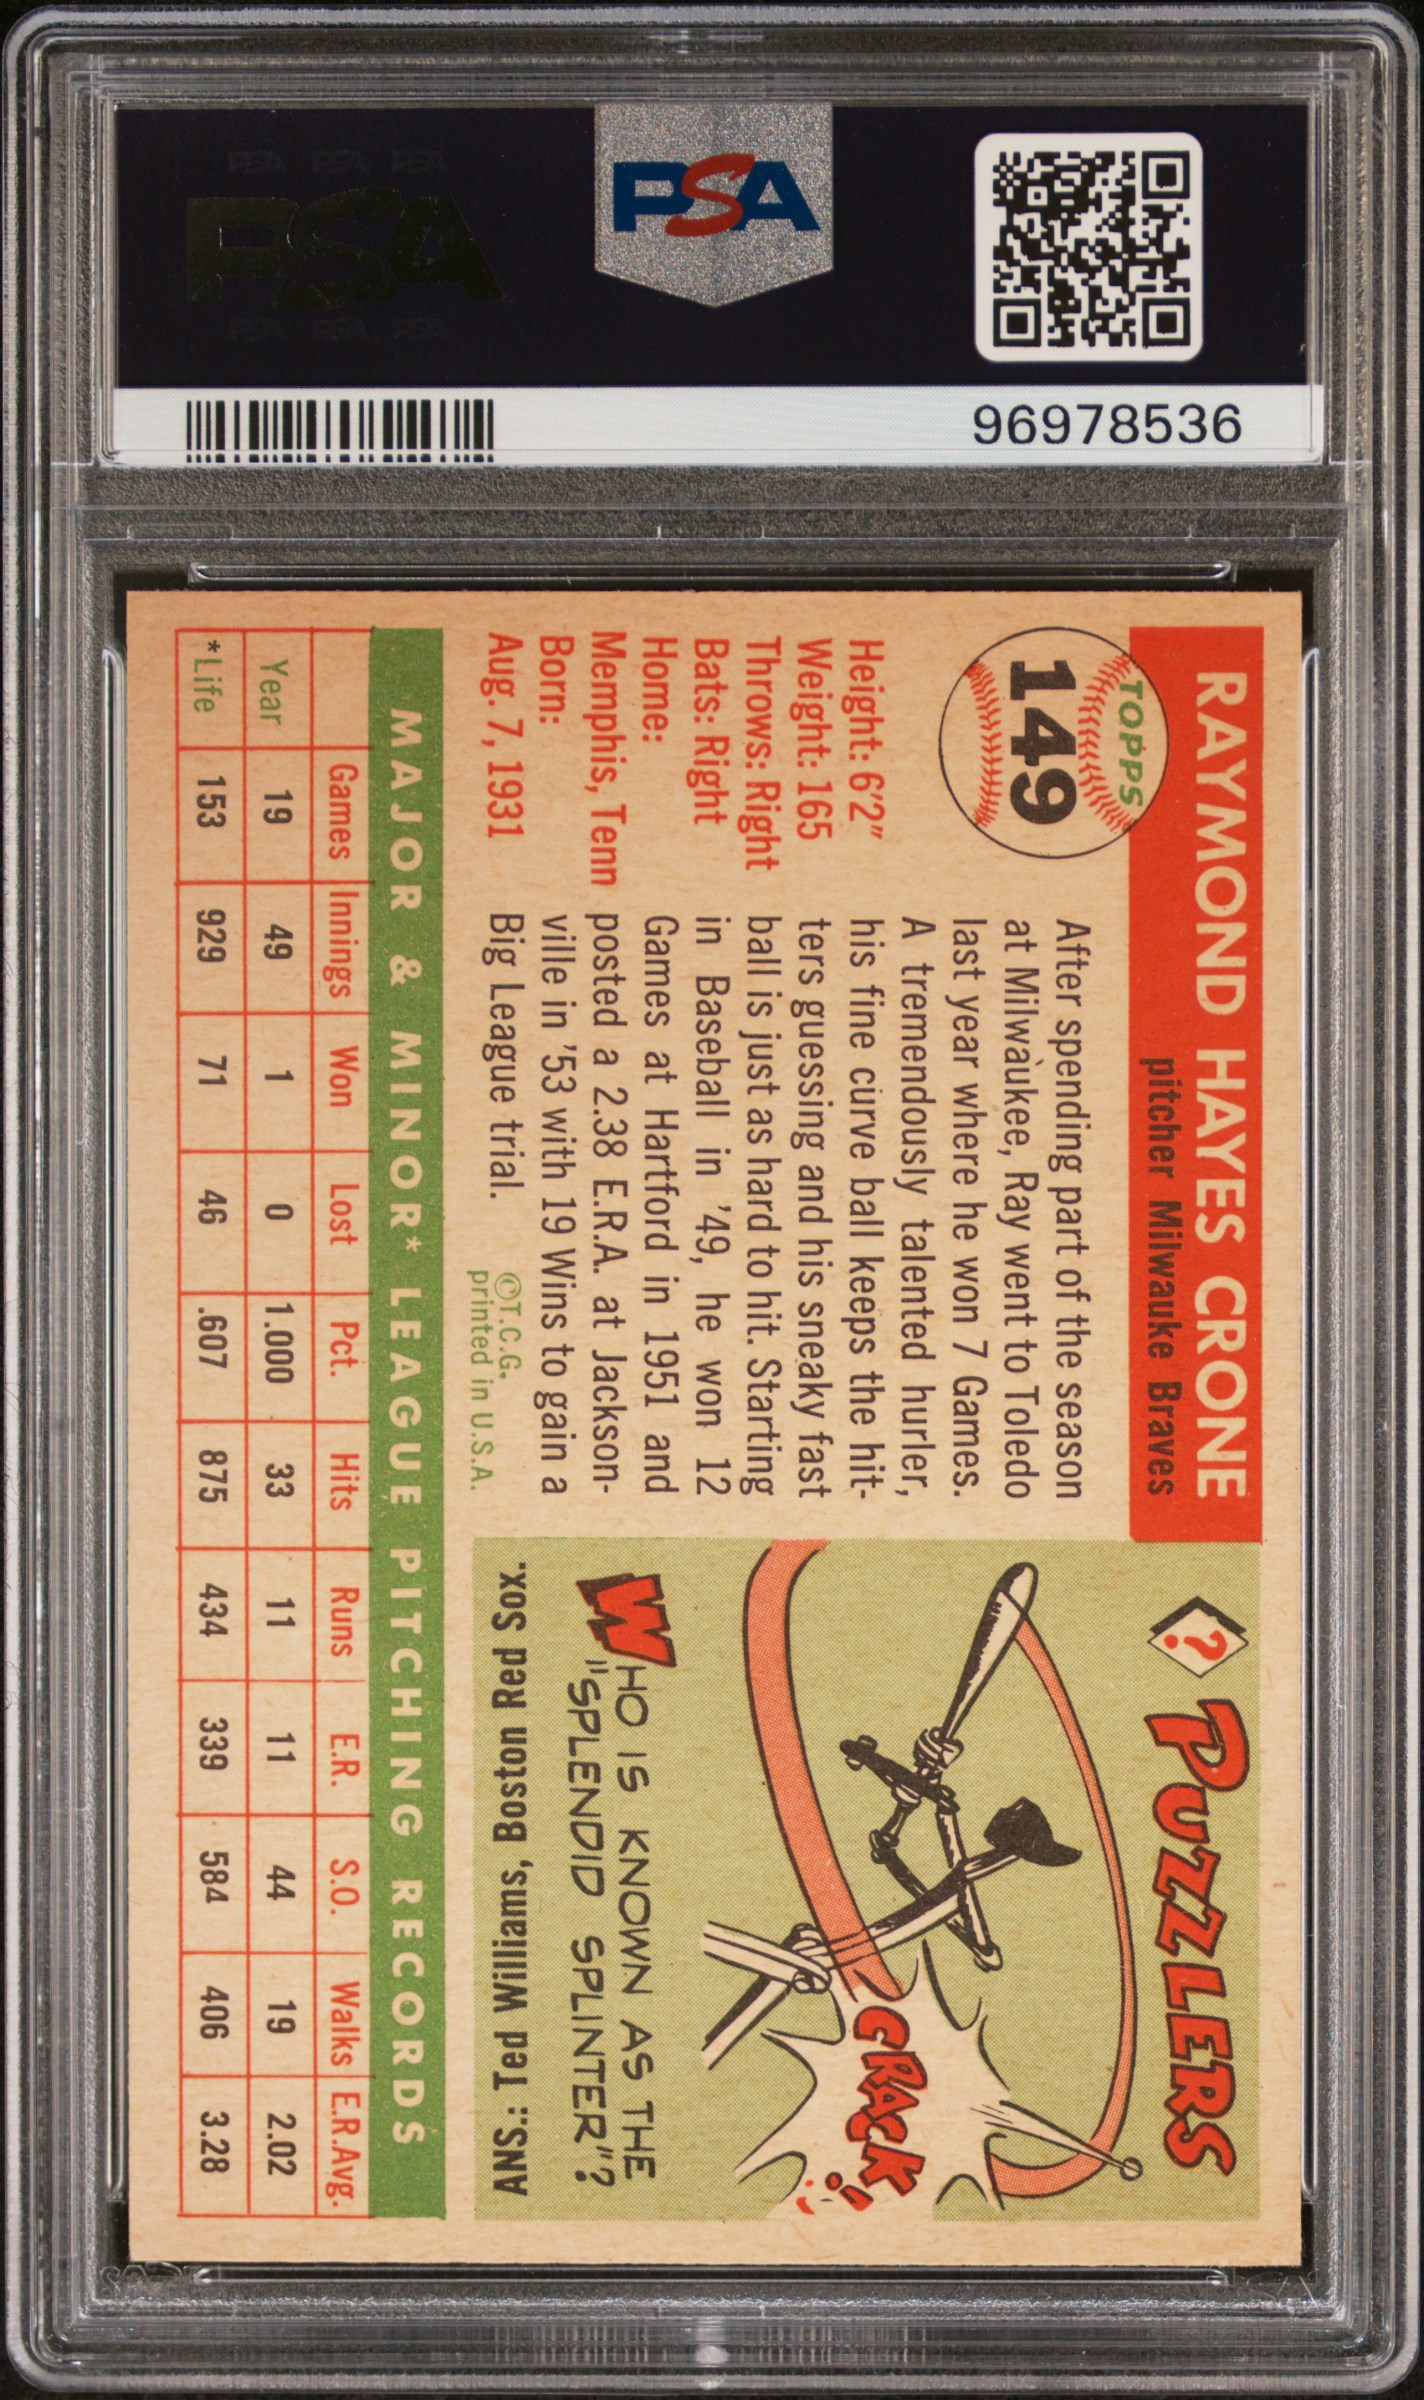 PSA PSA PSA
PSA
PSA PSA PSA
PSA
96978536
RAYMOND HAYES CRONE
pitcher Milwauke Braves
TOPPS
149
Height: 6'2"
Weight: 165
Throws: Right
Bats: Right
Home:
Memphis, Tenn
Born:
Aug. 7, 1931
After spending part of the season
at Milwaukee, Ray went to Toledo
last year where he won 7 Games.
A tremendously talented hurler,
his fine curve ball keeps the hit-
ters guessing and his sneaky fast
ball is just as hard to hit. Starting
in Baseball in '49, he won 12
Games at Hartford in 1951 and
posted a 2.38 E.R.A. at Jackson-
ville in '53 with 19 Wins to gain a
Big League trial.
©T.C.G.
printed in U.S.A.
? PUZZLERS
CRACK!!
WHO IS KNOWN AS THE
"SPLENDID SPLINTER"?
ANS.: Ted Williams, Boston Red Sox.
MAJOR & MINOR* LEAGUE PITCHING RECORDS
Games Innings Won Lost Pct. Hits Runs E.R. S.O. Walks E.R.Avg.
Year 19 49 1 0 1.000 33 11 11 44 19 2.02
*Life 153 929 71 46 .607 875 434 339 584 406 3.28